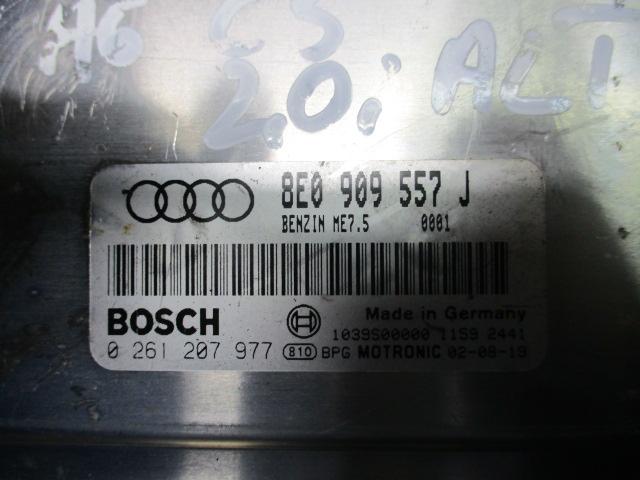 A6 C5
2.0i ALT
8E0 909 557 J
BENZIN ME7.5 0001
BOSCH Made in Germany
1039S00000 1159 2441
0 261 207 977 810 BPG MOTRONIC 02-08-19